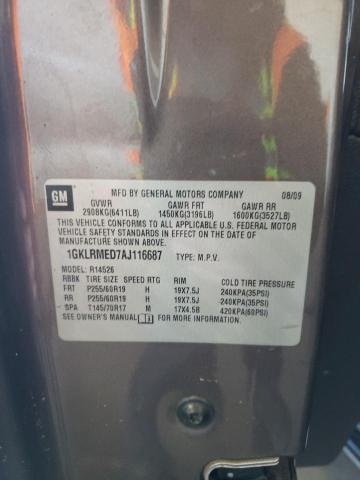 GM
MFD BY GENERAL MOTORS COMPANY 08/09
GVWR GAWR FRT GAWR RR
2908KG(6411LB) 1450KG(3196LB) 1600KG(3527LB)
THIS VEHICLE CONFORMS TO ALL APPLICABLE U.S. FEDERAL MOTOR
VEHICLE SAFETY STANDARDS IN EFFECT ON THE DATE OF
MANUFACTURE SHOWN ABOVE.
1GKLRMED7AJ116687 TYPE: M.P.V.
MODEL: R14526
RBBK TIRE SIZE SPEED RTG RIM COLD TIRE PRESSURE
FRT P255/60R19 H 19X7.5J 240KPA(35PSI)
RR P255/60R19 H 19X7.5J 240KPA(35PSI)
SPA T145/70R17 M 17X4.5B 420KPA(60PSI)
SEE OWNER'S MANUAL FOR MORE INFORMATION.